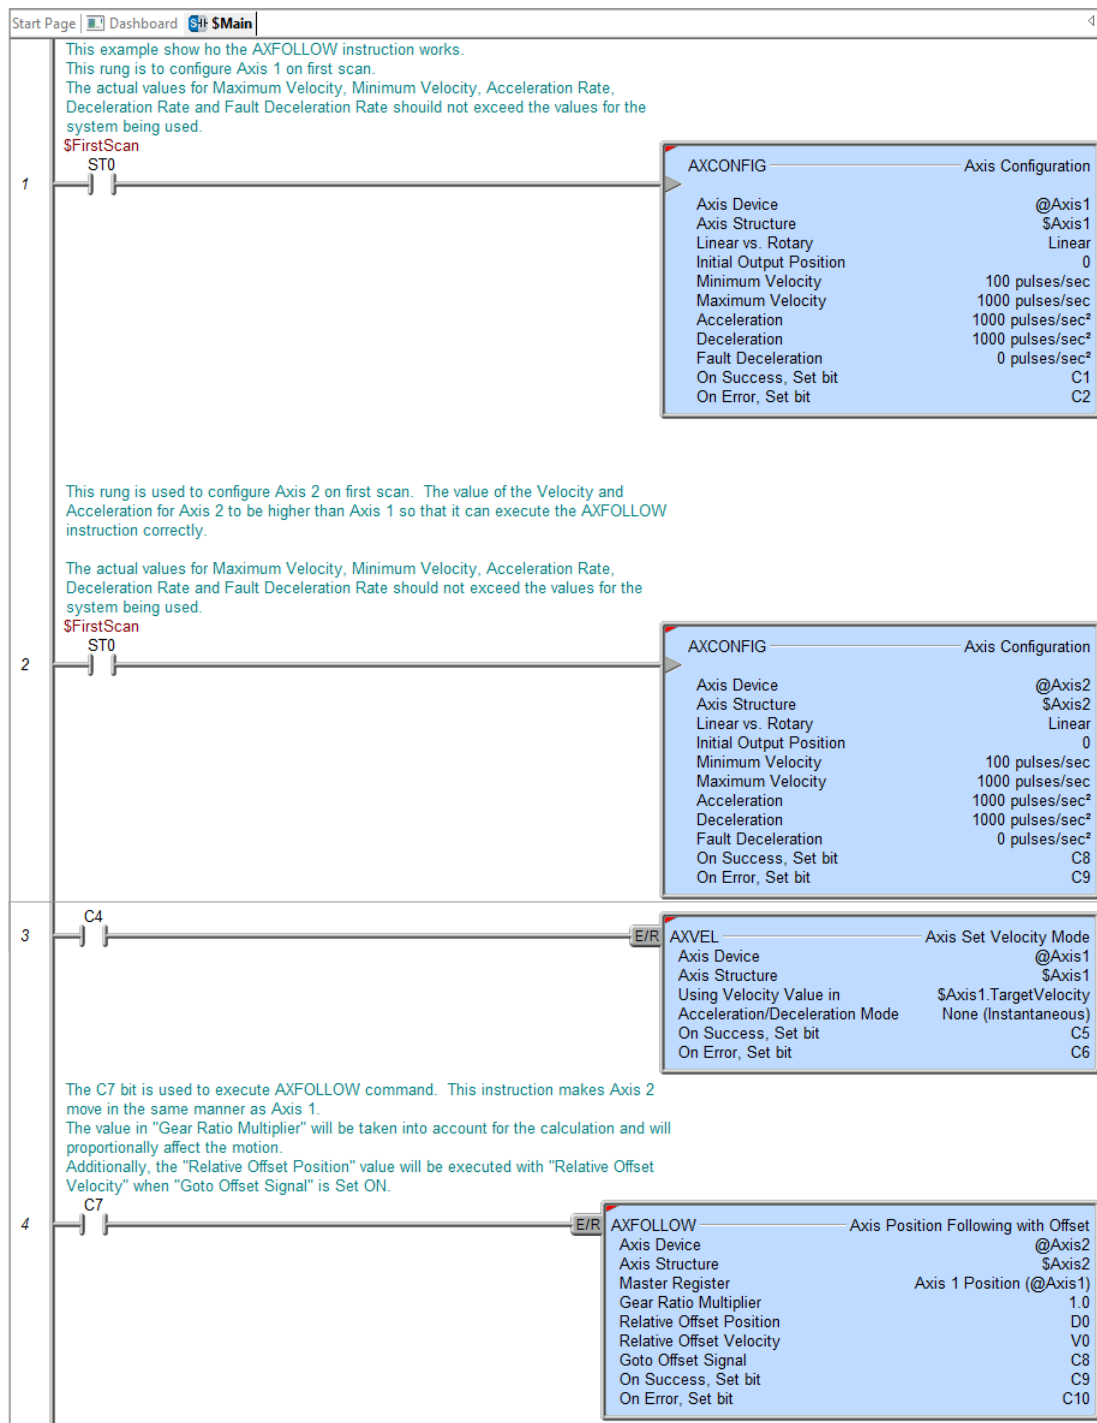 Start Page Dashboard $Main
This example show ho the AXFOLLOW instruction works.
This rung is to configure Axis 1 on first scan.
The actual values for Maximum Velocity, Minimum Velocity, Acceleration Rate,
Deceleration Rate and Fault Deceleration Rate shouild not exceed the values for the
system being used.
$FirstScan
ST0
1
AXCONFIG Axis Configuration
Axis Device @Axis1
Axis Structure $Axis1
Linear vs. Rotary Linear
Initial Output Position 0
Minimum Velocity 100 pulses/sec
Maximum Velocity 1000 pulses/sec
Acceleration 1000 pulses/sec²
Deceleration 1000 pulses/sec²
Fault Deceleration 0 pulses/sec²
On Success, Set bit C1
On Error, Set bit C2
This rung is used to configure Axis 2 on first scan. The value of the Velocity and
Acceleration for Axis 2 to be higher than Axis 1 so that it can execute the AXFOLLOW
instruction correctly.
The actual values for Maximum Velocity, Minimum Velocity, Acceleration Rate,
Deceleration Rate and Fault Deceleration Rate should not exceed the values for the
system being used.
$FirstScan
ST0
2
AXCONFIG Axis Configuration
Axis Device @Axis2
Axis Structure $Axis2
Linear vs. Rotary Linear
Initial Output Position 0
Minimum Velocity 100 pulses/sec
Maximum Velocity 1000 pulses/sec
Acceleration 1000 pulses/sec²
Deceleration 1000 pulses/sec²
Fault Deceleration 0 pulses/sec²
On Success, Set bit C8
On Error, Set bit C9
C4
3
E/R AXVEL Axis Set Velocity Mode
Axis Device @Axis1
Axis Structure $Axis1
Using Velocity Value in $Axis1.TargetVelocity
Acceleration/Deceleration Mode None (Instantaneous)
On Success, Set bit C5
On Error, Set bit C6
The C7 bit is used to execute AXFOLLOW command. This instruction makes Axis 2
move in the same manner as Axis 1.
The value in "Gear Ratio Multiplier" will be taken into account for the calculation and will
proportionally affect the motion.
Additionally, the "Relative Offset Position" value will be executed with "Relative Offset
Velocity" when "Goto Offset Signal" is Set ON.
C7
4
E/R AXFOLLOW Axis Position Following with Offset
Axis Device @Axis2
Axis Structure $Axis2
Master Register Axis 1 Position (@Axis1)
Gear Ratio Multiplier 1.0
Relative Offset Position D0
Relative Offset Velocity V0
Goto Offset Signal C8
On Success, Set bit C9
On Error, Set bit C10